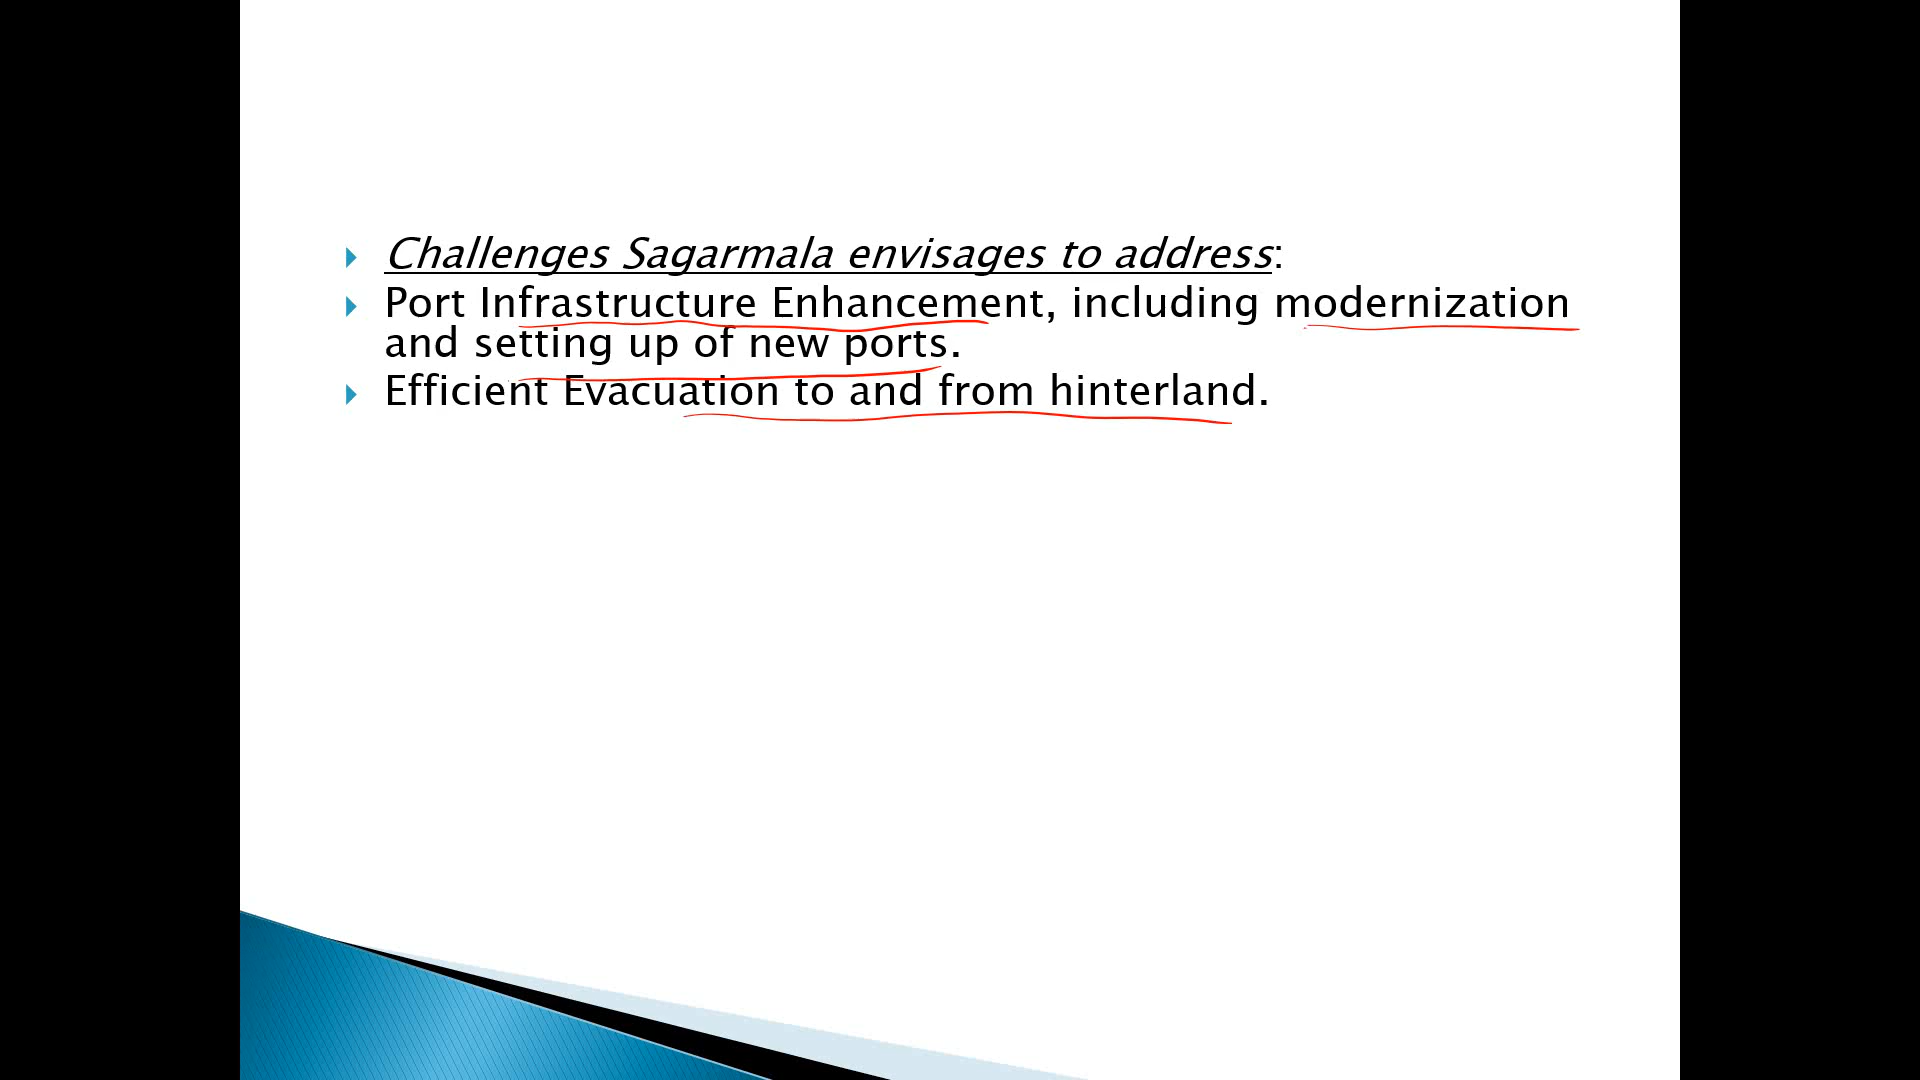 Challenges Sagarmala envisages to address:
Port Infrastructure Enhancement, including modernization
and setting up of new ports.
Efficient Evacuation to and from hinterland.